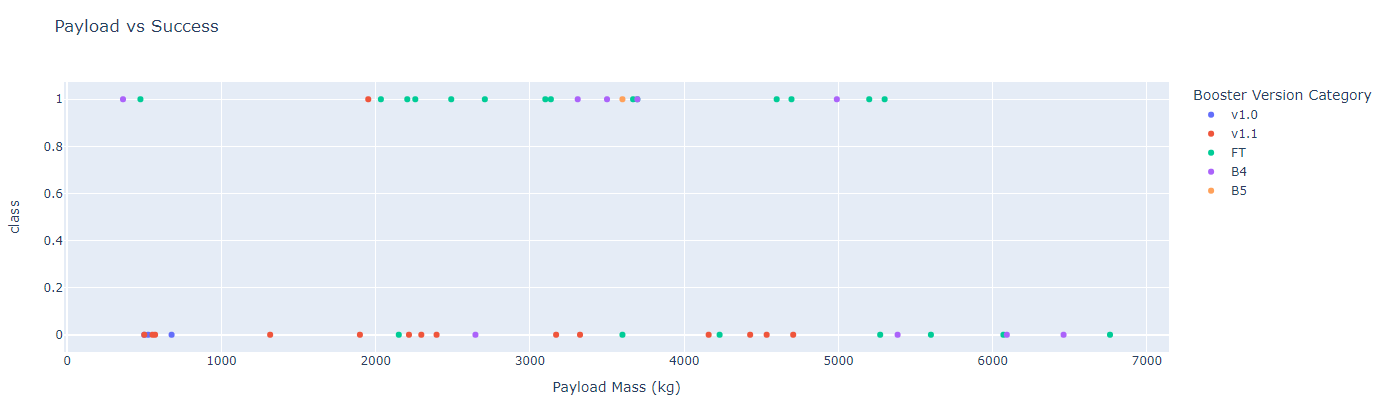 Payload vs Success
1
0.8
0.6
0.4
0.2
0
class
0 1000 2000 3000 4000 5000 6000 7000
Payload Mass (kg)
Booster Version Category
v1.0
v1.1
FT
B4
B5